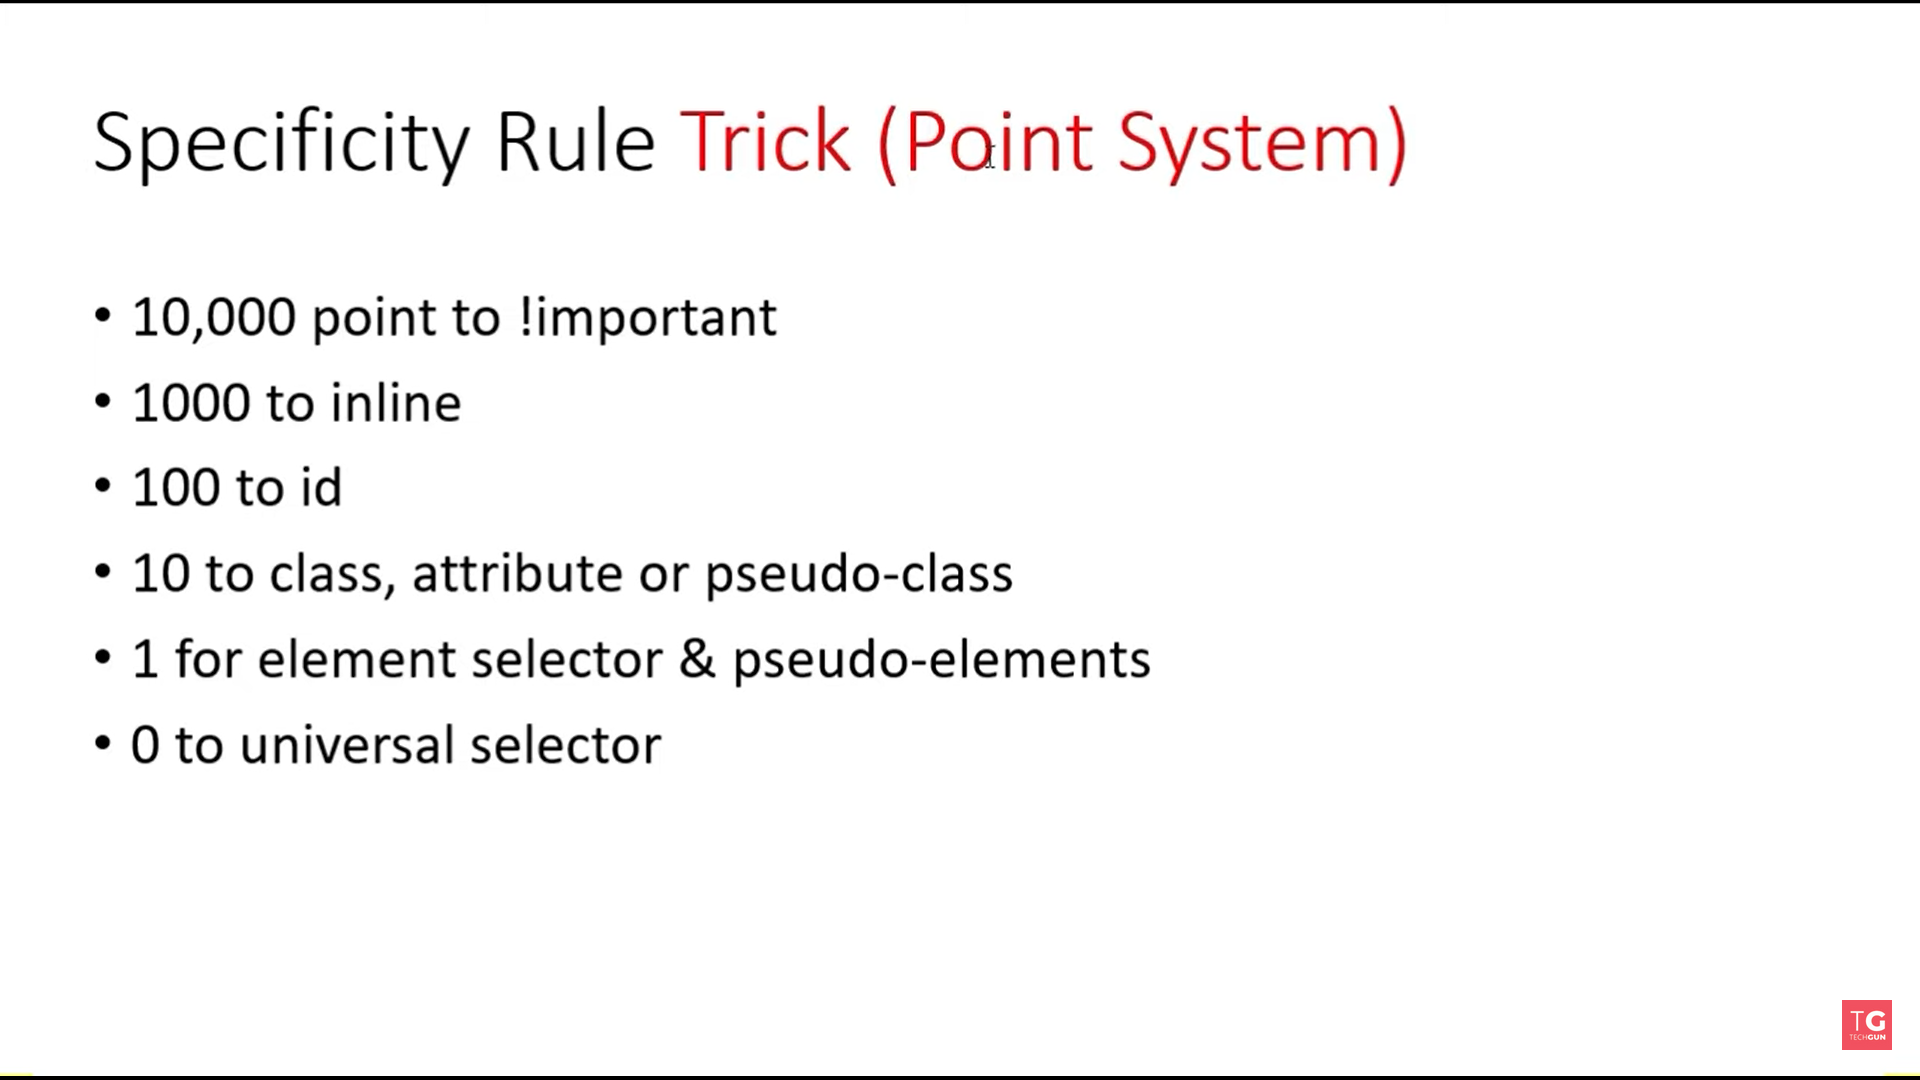 Specificity Rule Trick (Point System)
• 10,000 point to !important
• 1000 to inline
• 100 to id
• 10 to class, attribute or pseudo-class
• 1 for element selector & pseudo-elements
• 0 to universal selector
TG
TECHGUN